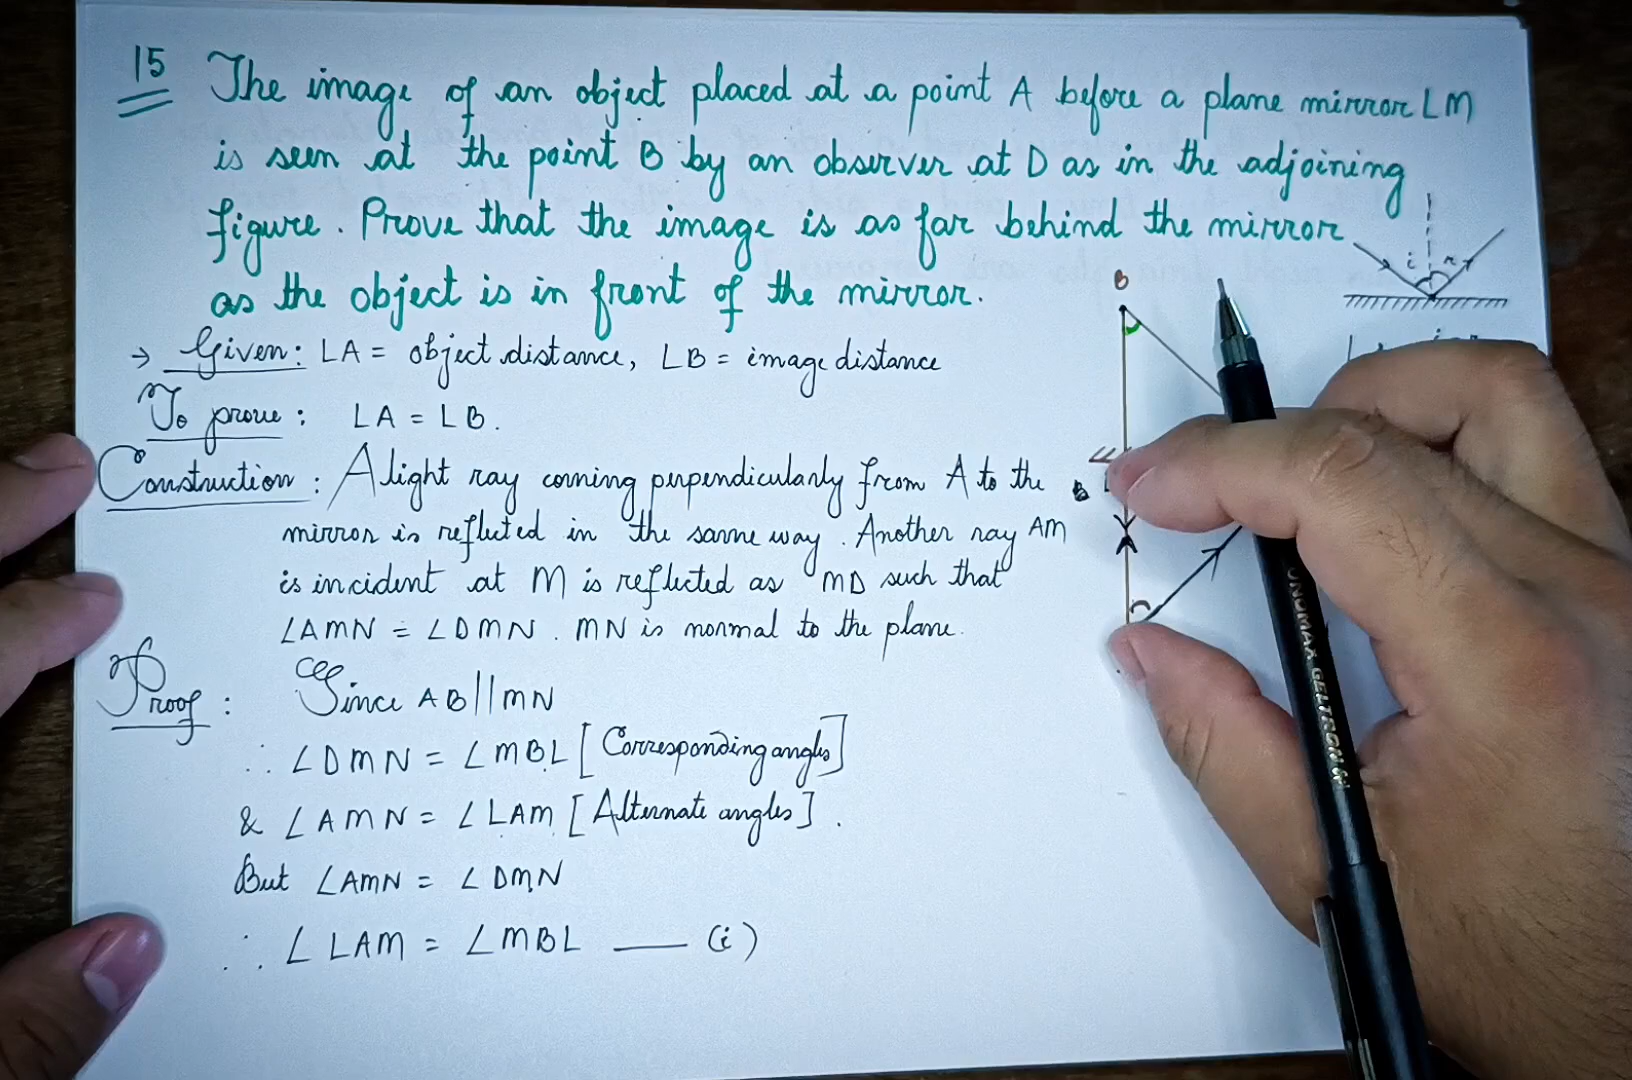 15 The image of an object placed at a point A before a plane mirror LM
is seen at the point B by an observer at D as in the adjoining
figure. Prove that the image is as far behind the mirror
as the object is in front of the mirror.
→ Given: LA = object distance, LB = image distance
To prove: LA = LB.
Construction: A light ray coming perpendicularly from A to the
mirror is reflected in the same way. Another ray AM
is incident at M is reflected as MD such that
∠AMN = ∠DMN. MN is normal to the plane.
Proof: Since AB||MN
∴ ∠DMN = ∠MBL [Corresponding angles]
& ∠AMN = ∠LAM [Alternate angles].
But ∠AMN = ∠DMN
∴ ∠LAM = ∠MBL — (i)
B
i r
UNOMAX GELTRON